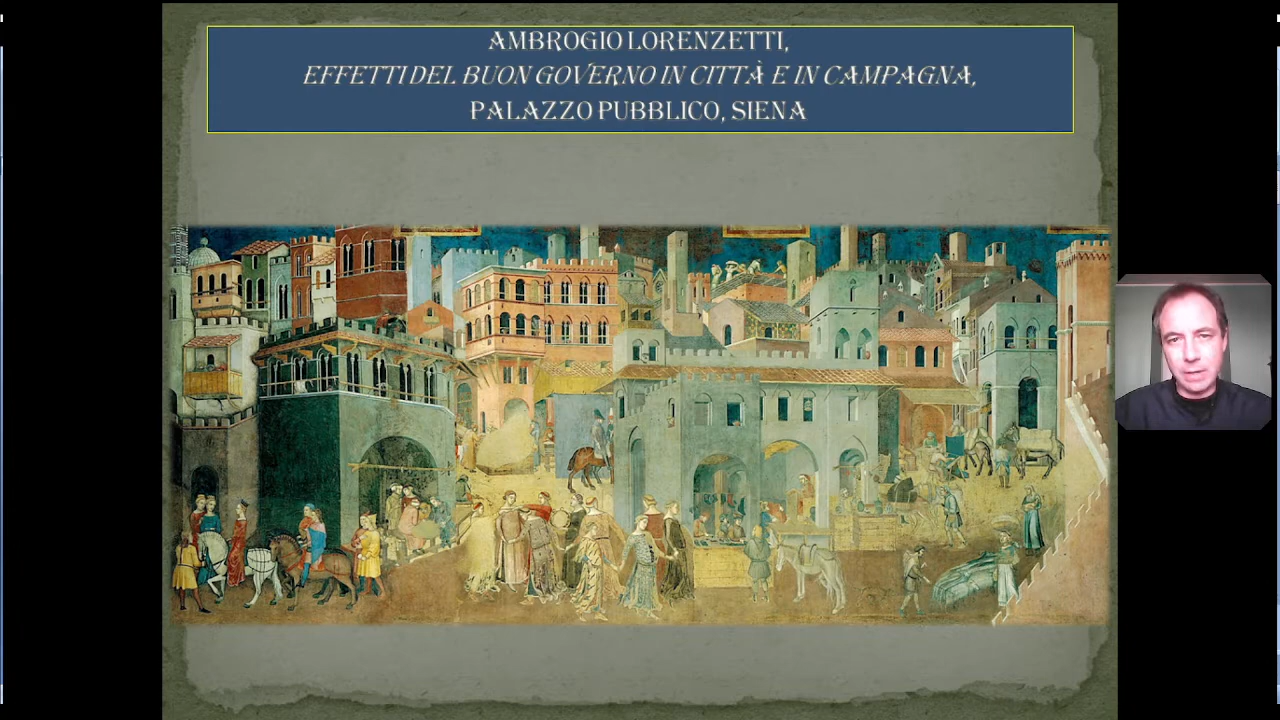 AMBROGIO LORENZETTI,
EFFETTI DEL BUON GOVERNO IN CITTÀ E IN CAMPAGNA,
PALAZZO PUBBLICO, SIENA